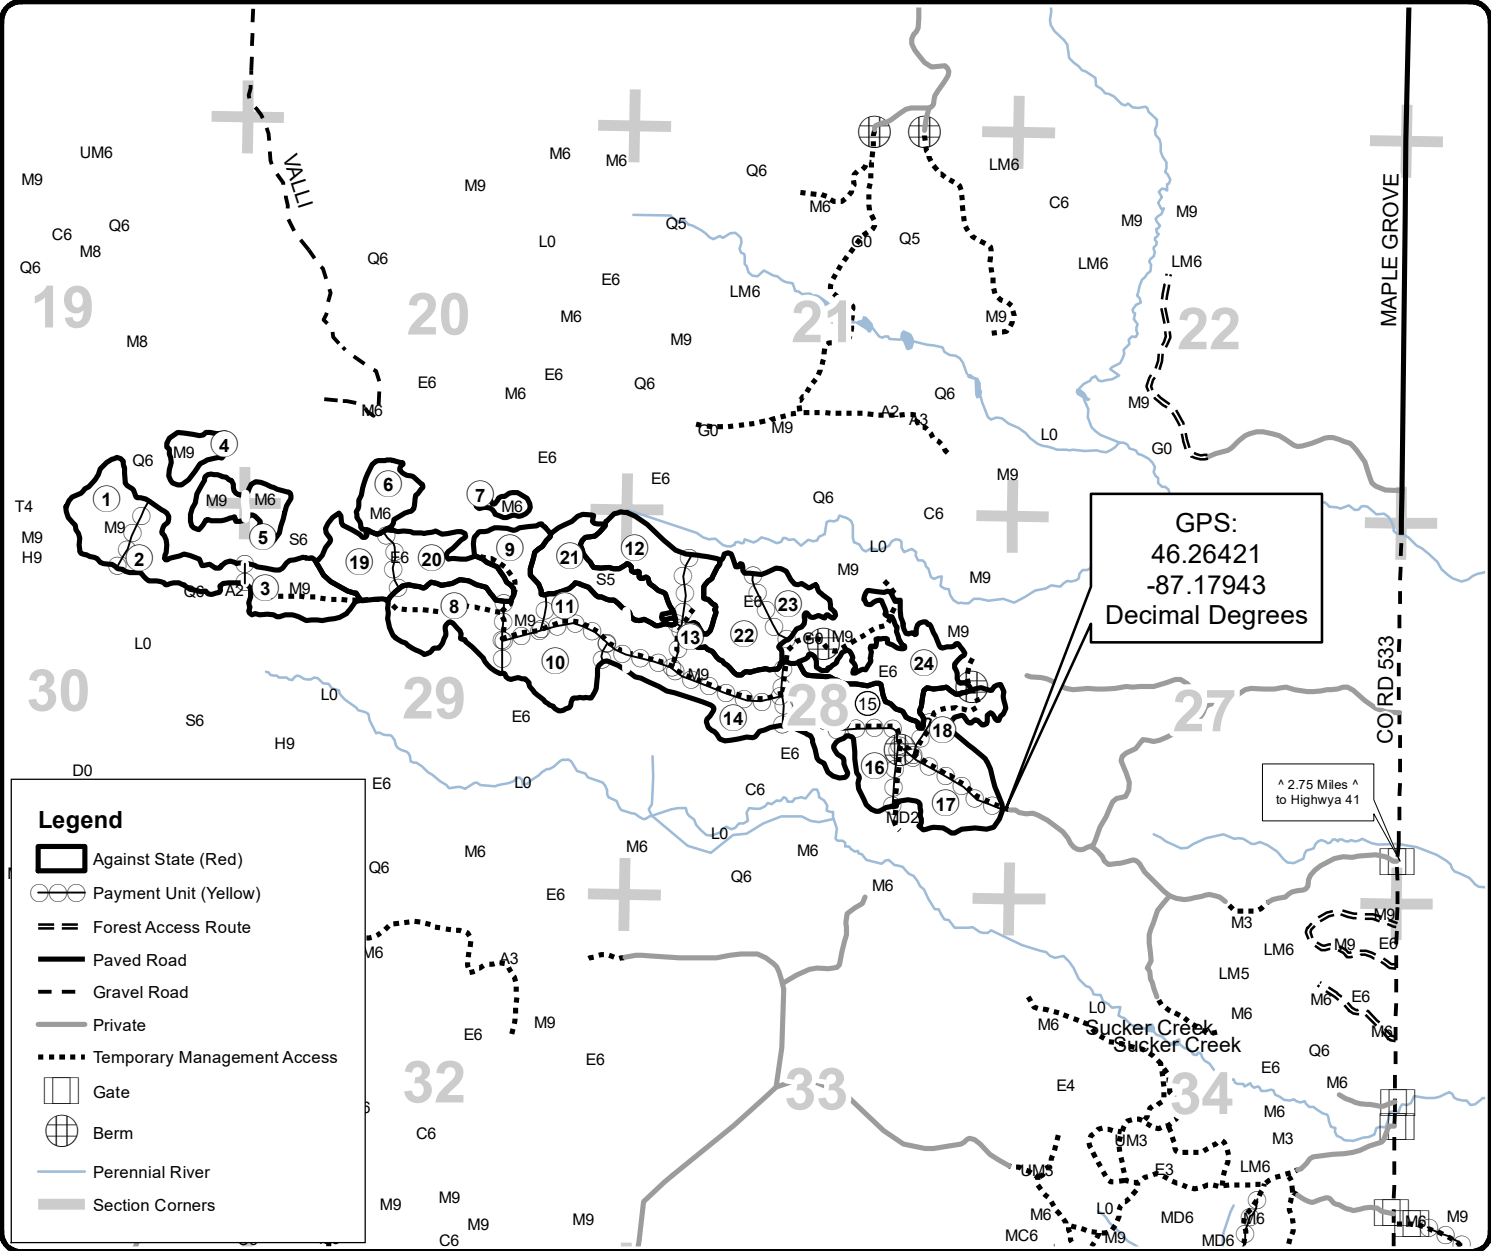 UM6
M6
M6
M9
VALLI
M9
Q6
LM6
M6
C6
M9
M9
MAPLE GROVE
C6
Q6
M8
Q5
G0
Q5
L0
Q6
Q6
E6
LM6
LM6
LM6
19
20
21
22
M6
M9
M9
M8
E6
E6
M6
Q6
Q6
M9
M6
G0
M9
A2
A3
L0
G0
4
M9
Q6
E6
E6
M9
1
6
7
M9
M6
M6
M6
Q6
C6
T4
M9
5
S6
M9
H9
2
19
E6
20
9
21
12
L0
M9
M9
GPS:
46.26421
-87.17943
Decimal Degrees
A2
3
M9
8
M9
11
S5
E6
23
22
13
G0
M9
M9
L0
10
M9
E6
24
30
L0
29
28
15
27
CO RD 533
S6
E6
14
18
H9
E6
16
D0
E6
L0
C6
17
MD2
^ 2.75 Miles ^
to Highwya 41
L0
Legend
Against State (Red)
Payment Unit (Yellow)
Forest Access Route
Paved Road
Gravel Road
Private
Temporary Management Access
Gate
Berm
Perennial River
Section Corners
Q6
M6
M6
M6
Q6
M6
E6
M3
M9
M6
A3
LM6
M9
E6
LM5
E6
M9
M6
L0
M6
M6
E6
M6
Sucker Creek
Sucker Creek
E6
Q6
32
33
34
E4
E6
M6
M6
C6
UM3
M3
UM3
E3
LM6
M9
M9
M9
M9
M6
L0
MD6
M6
M6
M9
C6
MC6
M9
MD6